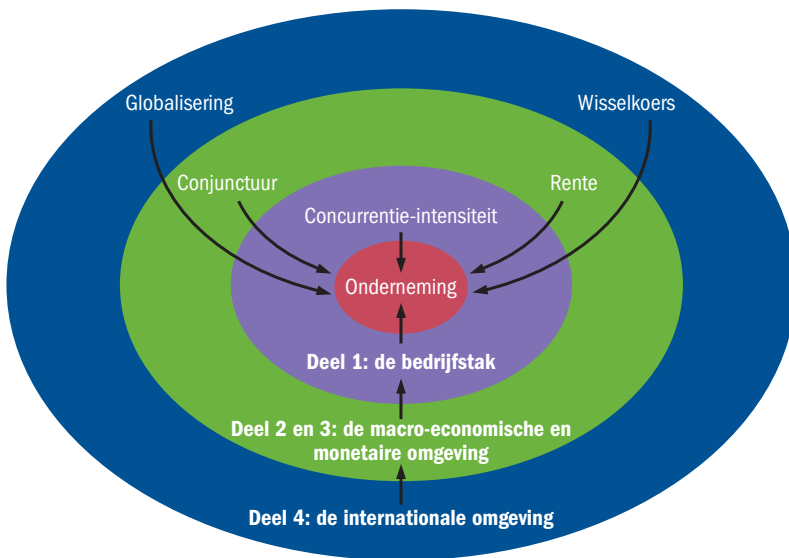 Globalisering
Wisselkoers
Conjunctuur
Rente
Concurrentie-intensiteit
Onderneming
Deel 1: de bedrijfstak
Deel 2 en 3: de macro-economische en
monetaire omgeving
Deel 4: de internationale omgeving